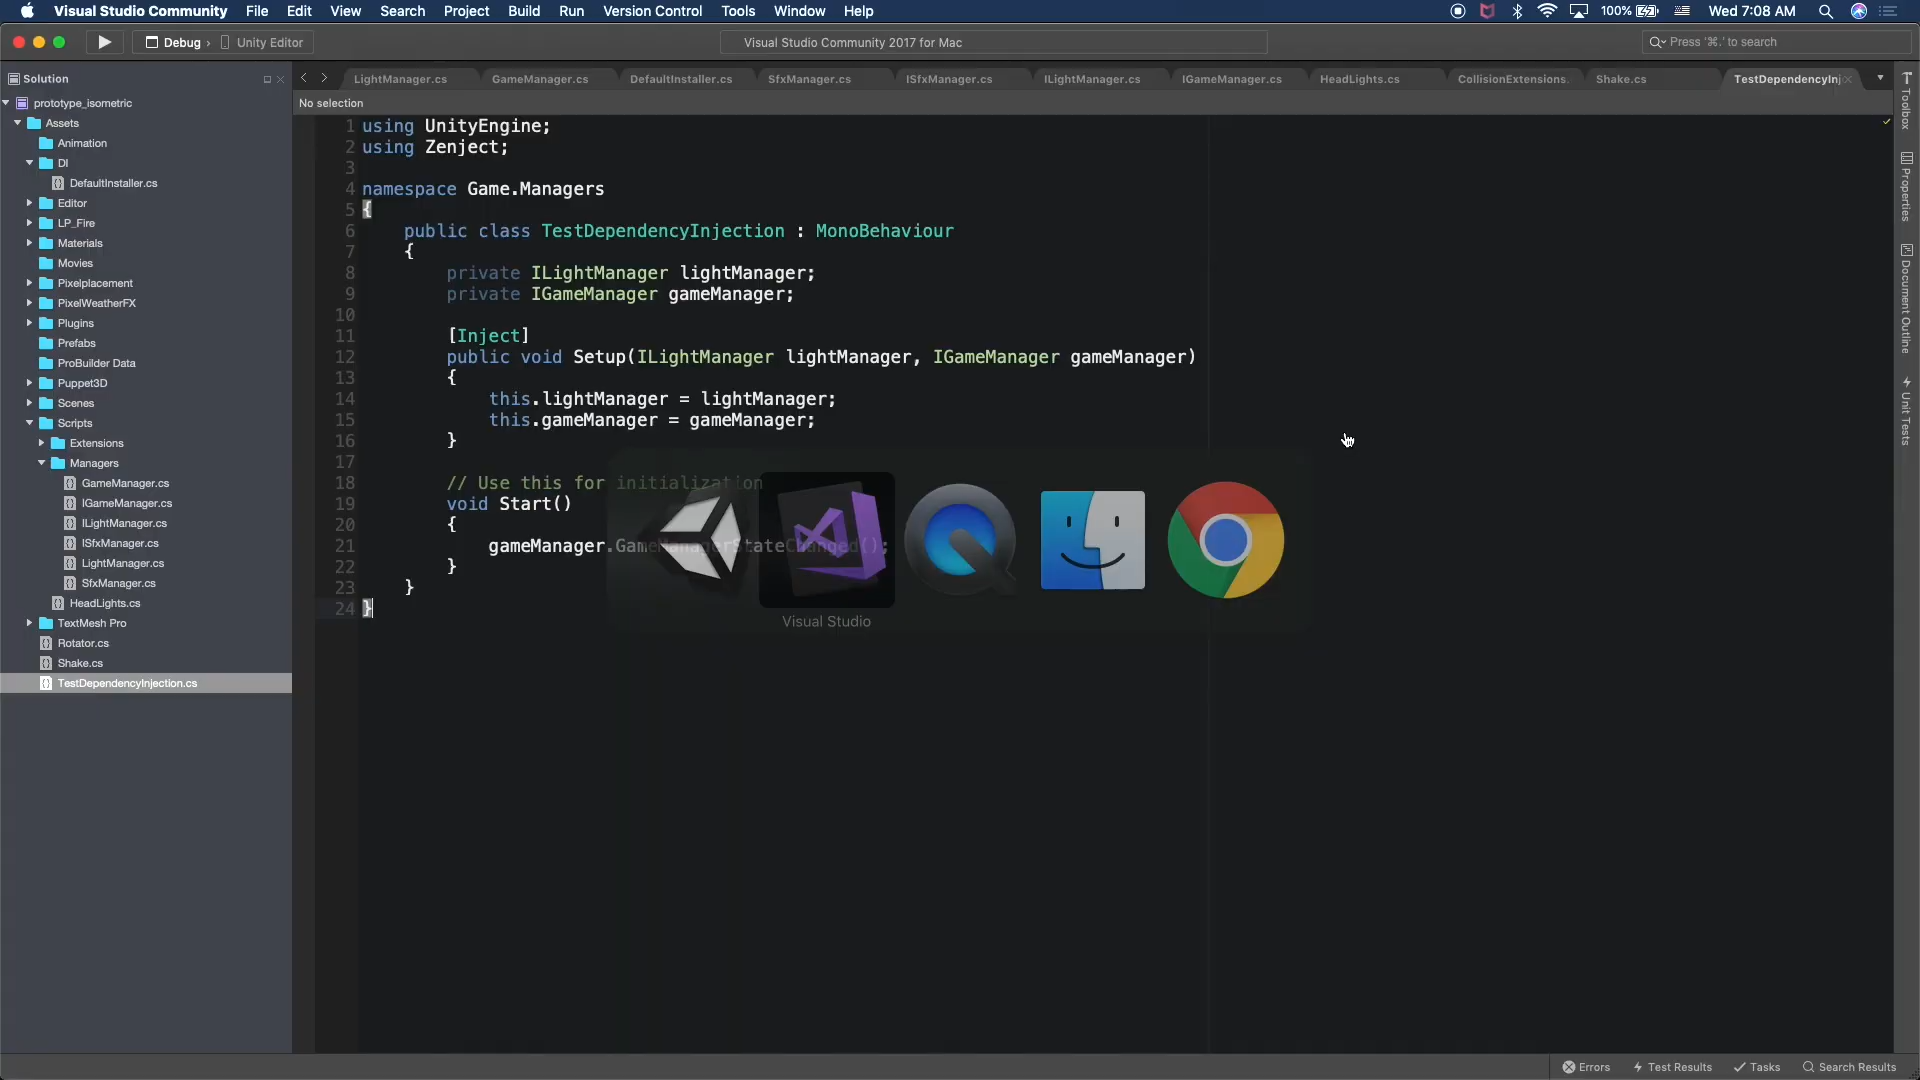 Visual Studio Community File Edit View Search Project Build Run Version Control Tools Window Help 100% Wed 7:08 AM
Debug › Unity Editor Visual Studio Community 2017 for Mac Press '⌘.' to search
Solution
LightManager.cs GameManager.cs DefaultInstaller.cs SfxManager.cs ISfxManager.cs ILightManager.cs IGameManager.cs HeadLights.cs CollisionExtensions. Shake.cs TestDependencyInj
No selection
prototype_isometric
Assets
Animation
DI
DefaultInstaller.cs
Editor
LP_Fire
Materials
Movies
Pixelplacement
PixelWeatherFX
Plugins
Prefabs
ProBuilder Data
Puppet3D
Scenes
Scripts
Extensions
Managers
GameManager.cs
IGameManager.cs
ILightManager.cs
ISfxManager.cs
LightManager.cs
SfxManager.cs
HeadLights.cs
TextMesh Pro
Rotator.cs
Shake.cs
TestDependencyInjection.cs
1 using UnityEngine;
2 using Zenject;
3
4 namespace Game.Managers
5 {
6 public class TestDependencyInjection : MonoBehaviour
7 {
8 private ILightManager lightManager;
9 private IGameManager gameManager;
10
11 [Inject]
12 public void Setup(ILightManager lightManager, IGameManager gameManager)
13 {
14 this.lightManager = lightManager;
15 this.gameManager = gameManager;
16 }
17
18 // Use this for initialization
19 void Start()
20 {
21 gameManager.GameManagerStateChanged();
22 }
23 }
24 }
Visual Studio
Toolbox
Properties
Document Outline
Unit Tests
Errors Test Results Tasks Search Results